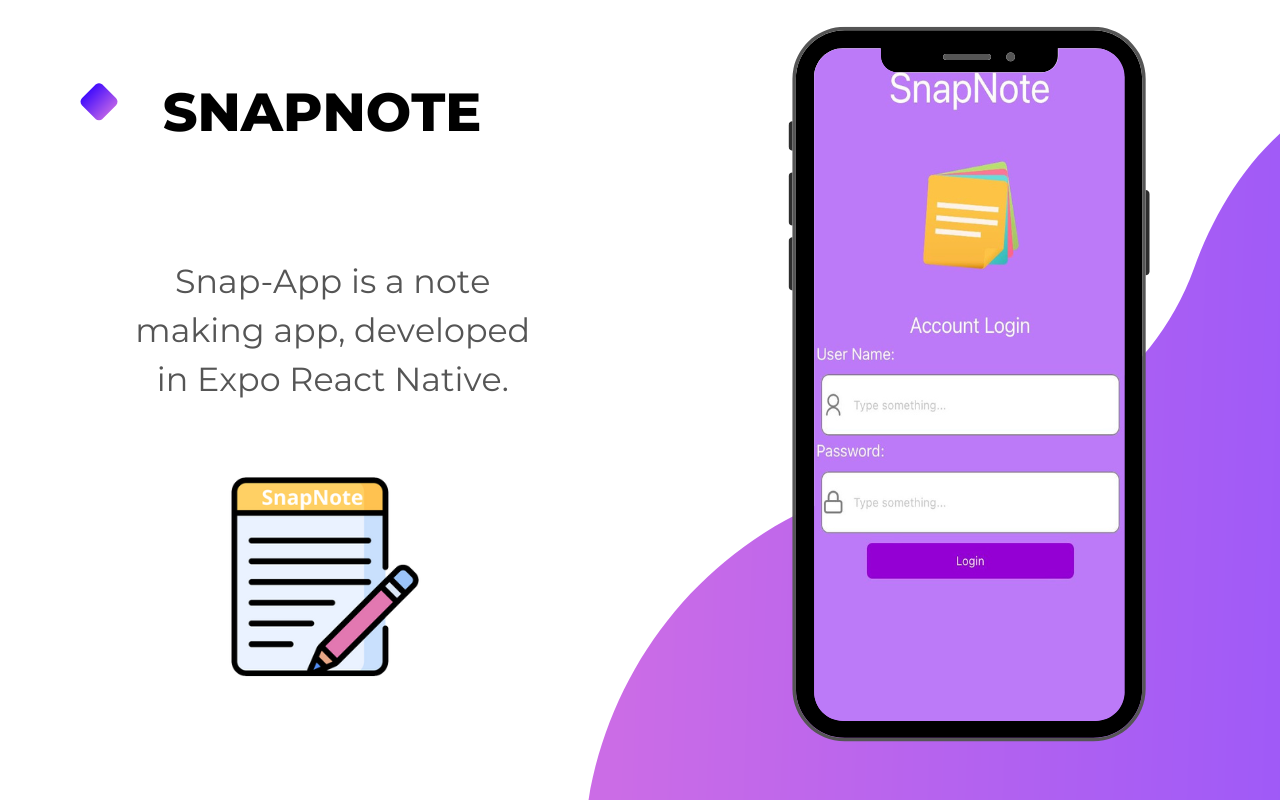 SNAPNOTE
Snap-App is a note
making app, developed
in Expo React Native.
SnapNote
SnapNote
Account Login
User Name:
Type something...
Password:
Type something...
Login